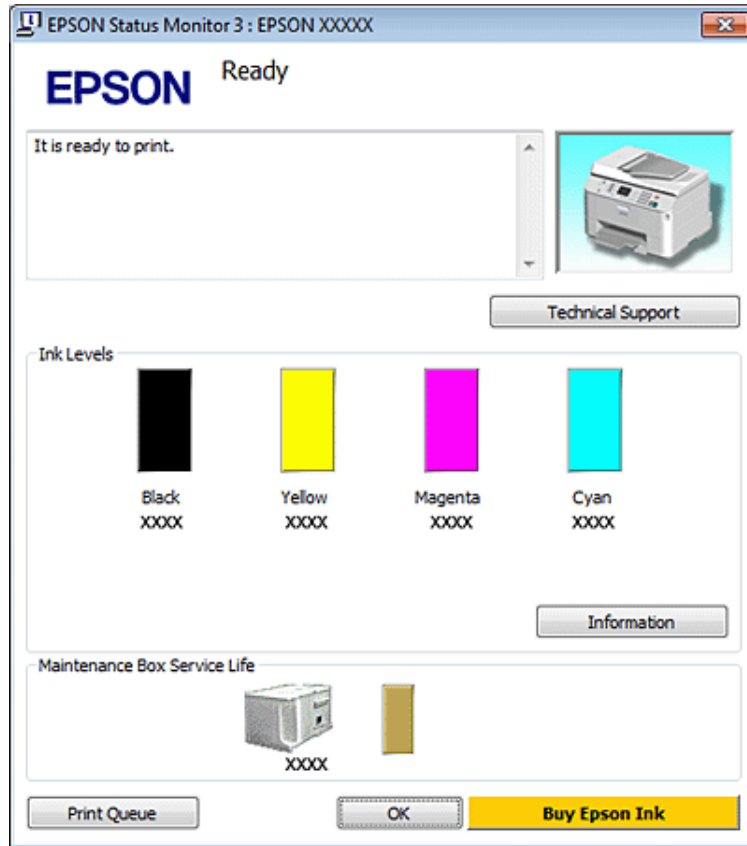 EPSON Status Monitor 3 : EPSON XXXXX
EPSON
Ready
It is ready to print.
Technical Support
Ink Levels
Black Yellow Magenta Cyan
XXXX XXXX XXXX XXXX
Information
Maintenance Box Service Life
XXXX
Print Queue OK Buy Epson Ink